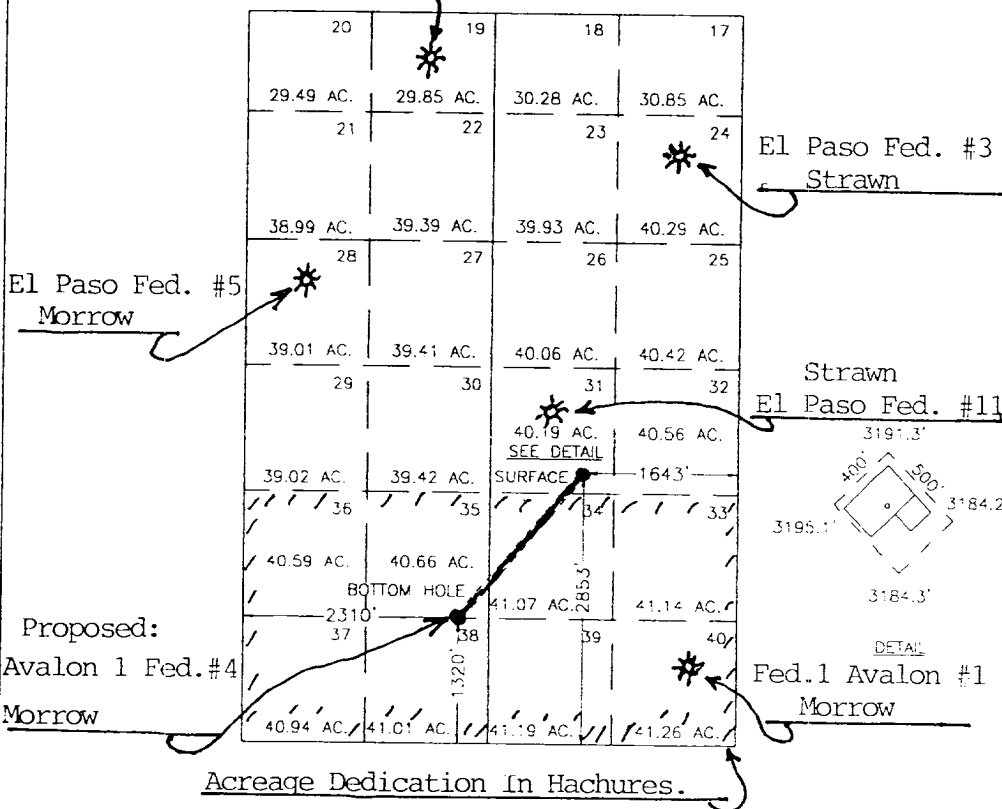 20 19 18 17
29.49 AC. 29.85 AC. 30.28 AC. 30.85 AC.
21 22 23 24
El Paso Fed. #3
Strawn
38.99 AC. 39.39 AC. 39.93 AC. 40.29 AC.
28 27 26 25
El Paso Fed. #5
Morrow
39.01 AC. 39.41 AC. 40.06 AC. 40.42 AC.
29 30 31 32
Strawn
El Paso Fed. #11
40.19 AC. 40.56 AC.
SEE DETAIL
39.02 AC. 39.42 AC. SURFACE 1643'
3191.3'
400' 500'
3195.1' 3184.2
3184.3'
DETAIL
36 35 34 33
40.59 AC. 40.66 AC.
BOTTOM HOLE
41.07 AC. 2853' 41.14 AC.
2310'
37 38 39 40
Proposed:
Avalon 1 Fed.#4
Morrow
1320'
Fed.1 Avalon #1
Morrow
40.94 AC. 41.01 AC. 41.19 AC. 41.26 AC.
Acreage Dedication In Hachures.